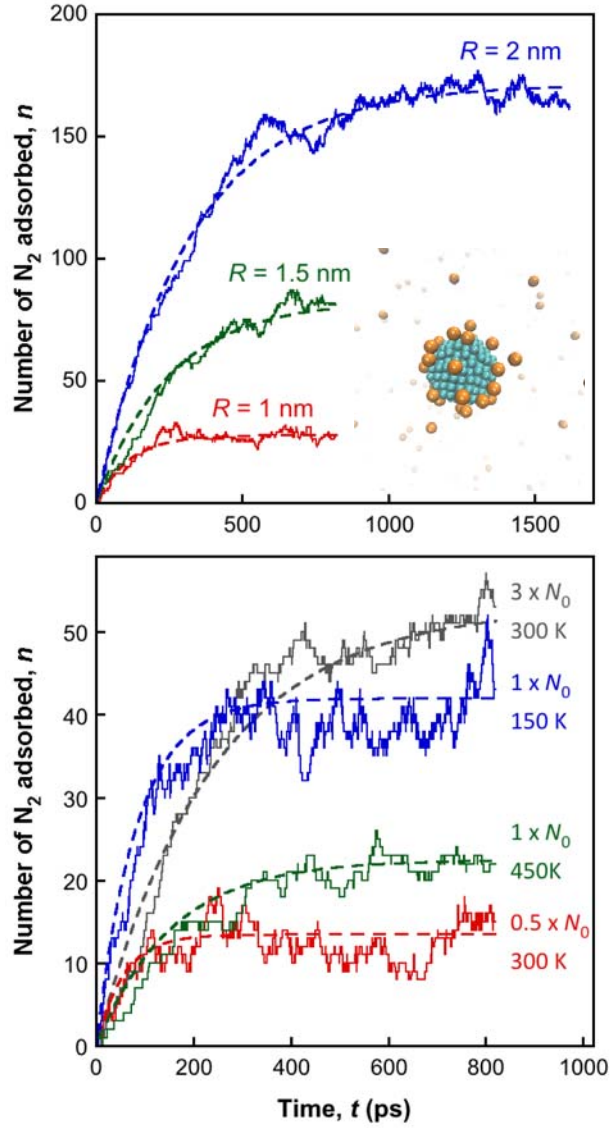 200
150
100
50
0
Number of N2 adsorbed, n
R = 2 nm
R = 1.5 nm
R = 1 nm
0 500 1000 1500
50
40
30
20
10
0
Number of N2 adsorbed, n
3 x N0
300 K
1 x N0
150 K
1 x N0
450K
0.5 x N0
300 K
0 200 400 600 800 1000
Time, t (ps)